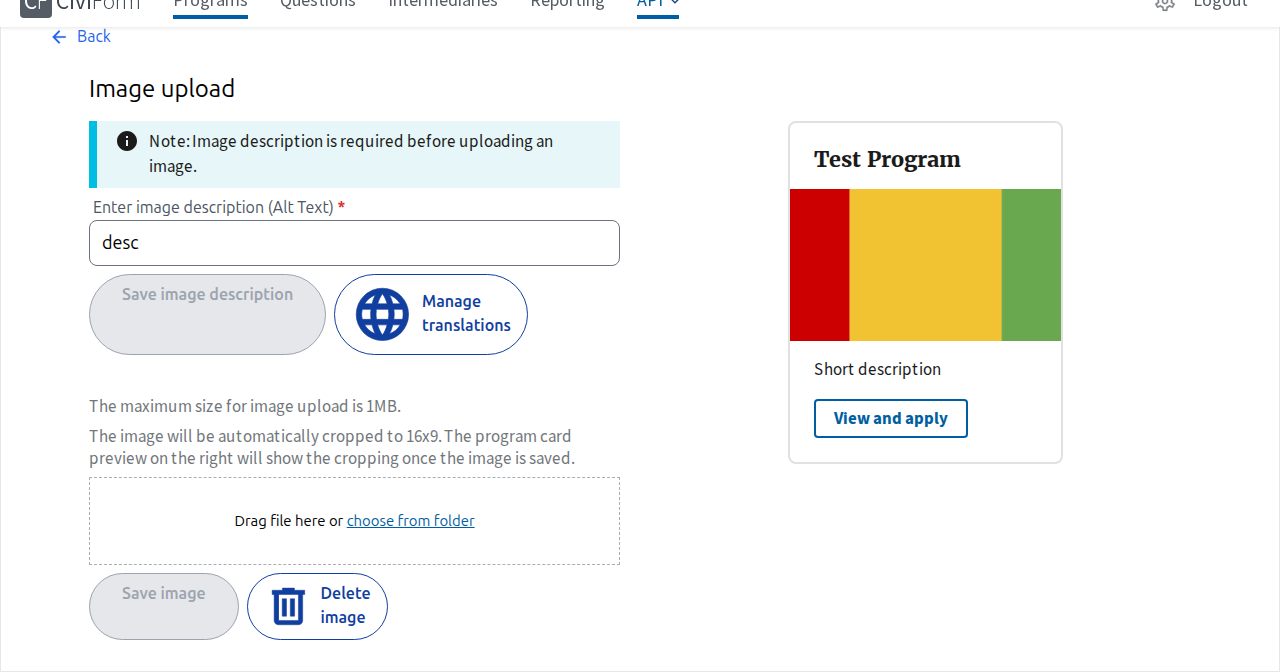 CF CiviForm Programs Questions Intermediaries Reporting API Logout
Back
Image upload
Note: Image description is required before uploading an
image.
Enter image description (Alt Text) *
desc
Save image description
Manage
translations
The maximum size for image upload is 1MB.
The image will be automatically cropped to 16x9. The program card
preview on the right will show the cropping once the image is saved.
Drag file here or choose from folder
Save image
Delete
image
Test Program
Short description
View and apply